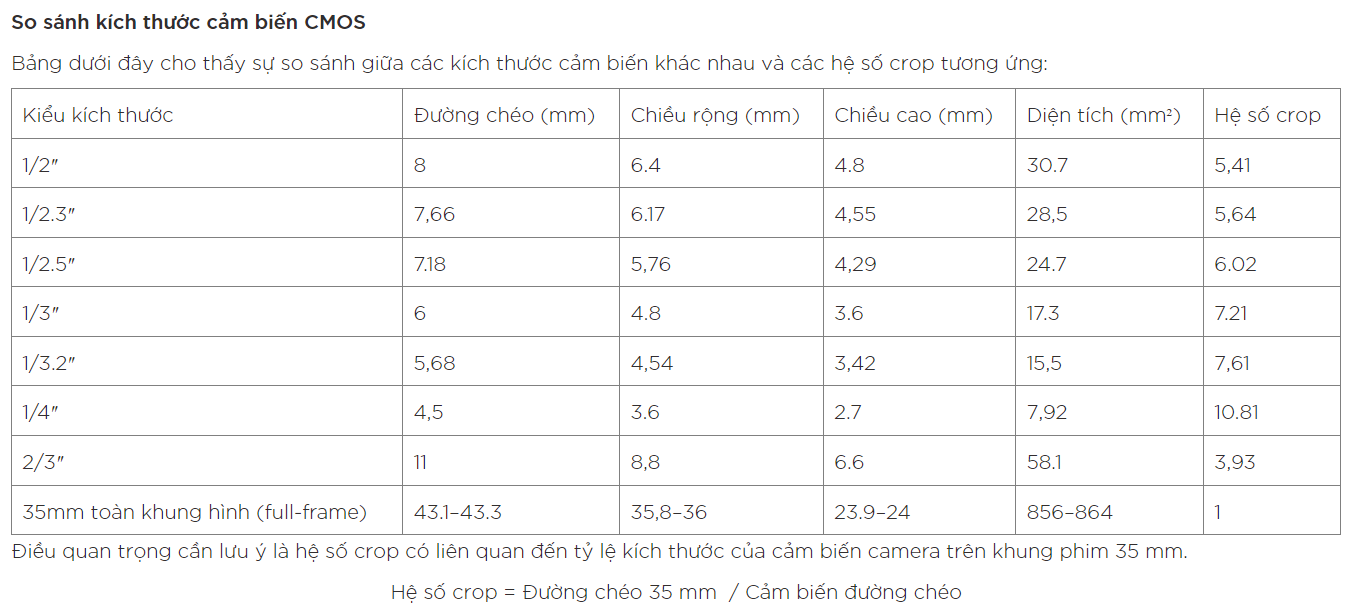 So sánh kích thước cảm biến CMOS
Bảng dưới đây cho thấy sự so sánh giữa các kích thước cảm biến khác nhau và các hệ số crop tương ứng:
Kiểu kích thước Đường chéo (mm) Chiều rộng (mm) Chiều cao (mm) Diện tích (mm²) Hệ số crop
1/2″ 8 6.4 4.8 30.7 5,41
1/2.3″ 7,66 6.17 4,55 28,5 5,64
1/2.5″ 7.18 5,76 4,29 24.7 6.02
1/3″ 6 4.8 3.6 17.3 7.21
1/3.2″ 5,68 4,54 3,42 15,5 7,61
1/4″ 4,5 3.6 2.7 7,92 10.81
2/3″ 11 8,8 6.6 58.1 3,93
35mm toàn khung hình (full-frame) 43.1–43.3 35,8–36 23.9–24 856–864 1
Điều quan trọng cần lưu ý là hệ số crop có liên quan đến tỷ lệ kích thước của cảm biến camera trên khung phim 35 mm.
Hệ số crop = Đường chéo 35 mm / Cảm biến đường chéo